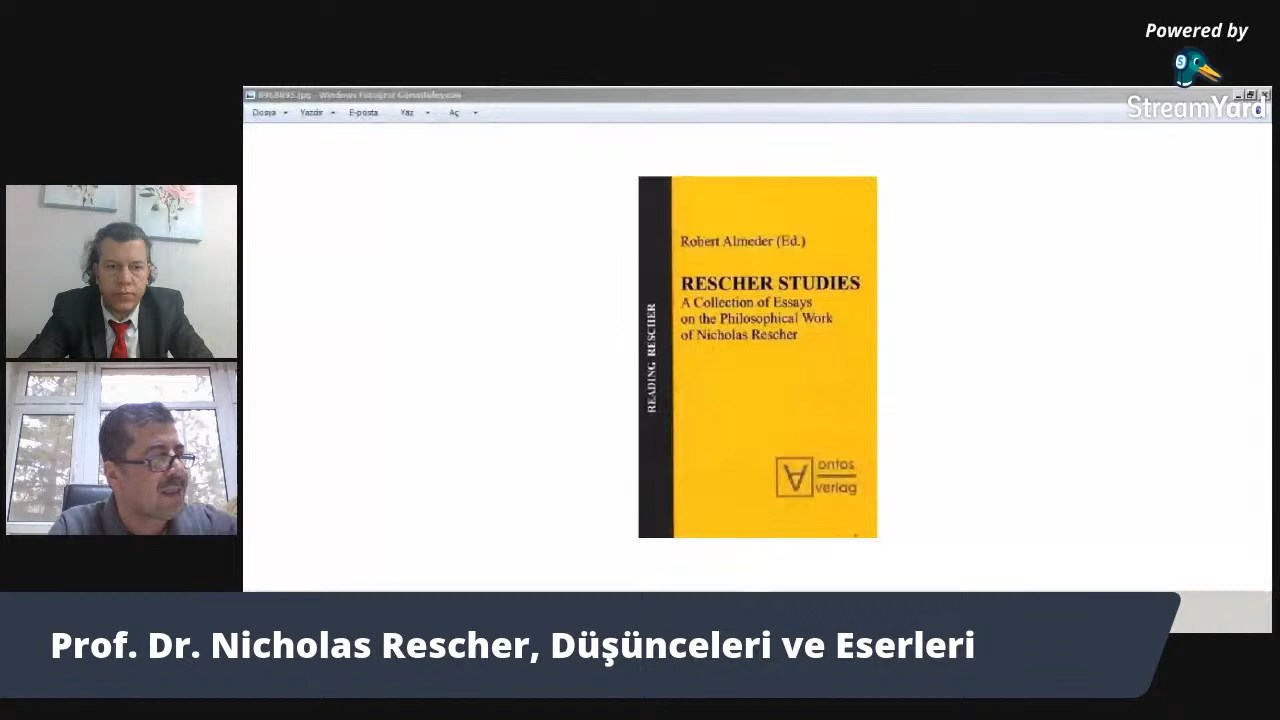 Powered by
StreamYard
Dosya
Yazdır
E-posta
Yaz
Aç
READING RESCHER
Robert Almeder (Ed.)
RESCHER STUDIES
A Collection of Essays
on the Philosophical Work
of Nicholas Rescher
ontos
verlag
Prof. Dr. Nicholas Rescher, Düşünceleri ve Eserleri